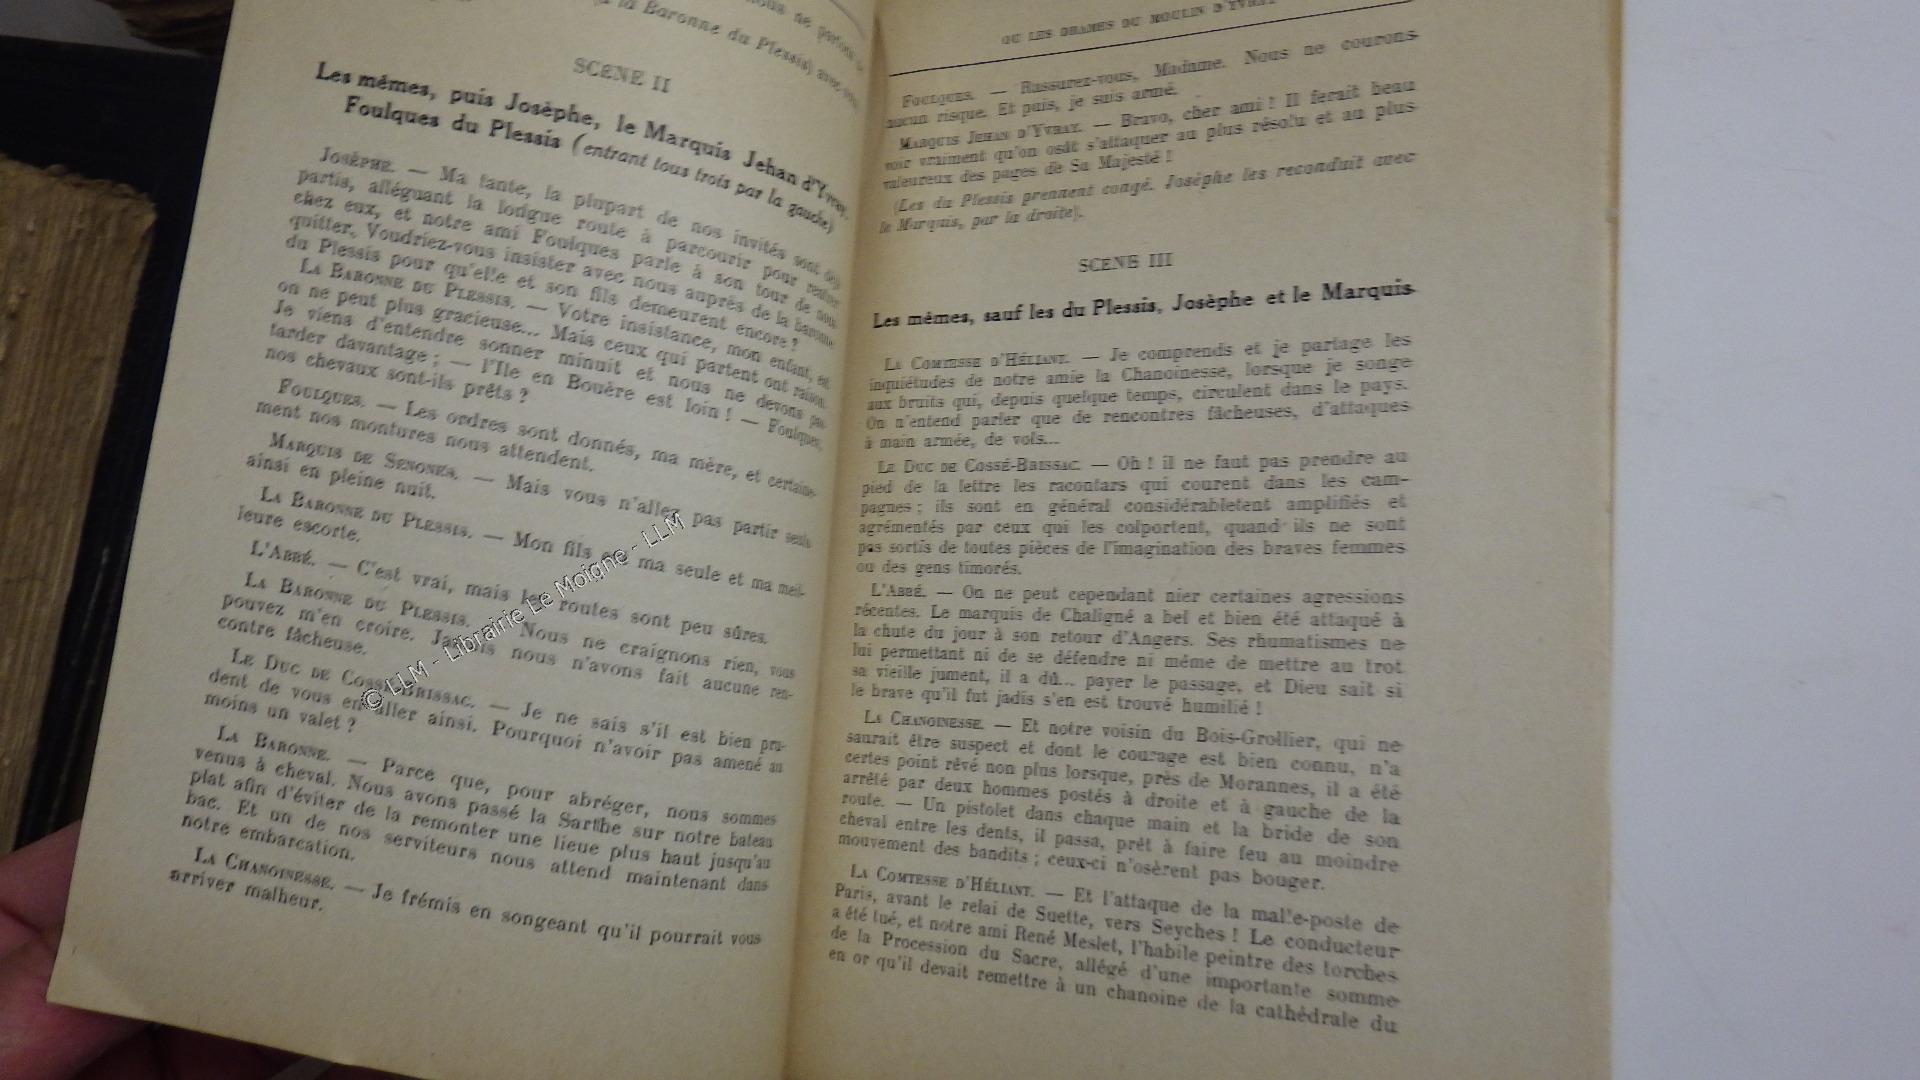 ous ne partons
(à la Baronne du Plessis) avec
SCENE II
Les mêmes, puis Josèphe, le Marquis Jehan d'Yvray,
Foulques du Plessis (entrant tous trois par la gauche)
JOSÈPHE. — Ma tante, la plupart de nos invités sont déjà
partis, alléguant la longue route à parcourir pour rentrer
chez eux, et notre ami Foulques parle à son tour de nous
quitter. Voudriez-vous insister avec nous auprès de la baronne
du Plessis pour qu'elle et son fils demeurent encore ?
LA BARONNE DU PLESSIS. — Votre insistance, mon enfant, est
on ne peut plus gracieuse... Mais ceux qui partent ont raison.
Je viens d'entendre sonner minuit et nous ne devons pas
tarder davantage ; — l'Ile en Bouère est loin ! — Foulques,
nos chevaux sont-ils prêts ?
FOULQUES. — Les ordres sont donnés, ma mère, et certaine-
ment nos montures nous attendent.
MARQUIS DE SENONES. — Mais vous n'allez pas partir seuls
ainsi en pleine nuit.
LA BARONNE DU PLESSIS. — Mon fils est ma seule et ma meil-
leure escorte.
L'ABBÉ. — C'est vrai, mais les routes sont peu sûres.
LA BARONNE DU PLESSIS. — Nous ne craignons rien, vous
pouvez m'en croire. Jamais nous n'avons fait aucune ren-
contre fâcheuse.
LE DUC DE COSSÉ-BRISSAC. — Je ne sais s'il est bien pru-
dent de vous en aller ainsi. Pourquoi n'avoir pas amené au
moins un valet ?
LA BARONNE. — Parce que, pour abréger, nous sommes
venus à cheval. Nous avons passé la Sarthe sur notre bateau
plat afin d'éviter de la remonter une lieue plus haut jusqu'au
bac. Et un de nos serviteurs nous attend maintenant dans
notre embarcation.
LA CHANOINESSE. — Je frémis en songeant qu'il pourrait vous
arriver malheur.
OU LES DRAMES DU MOULIN D'YVRAY
FOULQUES. — Rassurez-vous, Madame. Nous ne courons
aucun risque. Et puis, je suis armé.
MARQUIS JEHAN D'YVRAY. — Bravo, cher ami ! Il ferait beau
voir vraiment qu'on osât s'attaquer au plus résolu et au plus
valeureux des pages de Sa Majesté !
(Les du Plessis prennent congé. Josèphe les reconduit avec
le Marquis, par la droite).
SCENE III
Les mêmes, sauf les du Plessis, Josèphe et le Marquis
LA COMTESSE D'HÉLIANT. — Je comprends et je partage les
inquiétudes de notre amie la Chanoinesse, lorsque je songe
aux bruits qui, depuis quelque temps, circulent dans le pays.
On n'entend parler que de rencontres fâcheuses, d'attaques
à main armée, de vols...
LE DUC DE COSSÉ-BRISSAC. — Oh ! il ne faut pas prendre au
pied de la lettre les racontars qui courent dans les cam-
pagnes ; ils sont en général considérabletent amplifiés et
agrémentés par ceux qui les colportent, quand ils ne sont
pas sortis de toutes pièces de l'imagination des braves femmes
ou des gens timorés.
L'ABBÉ. — On ne peut cependant nier certaines agressions
récentes. Le marquis de Chaligné a bel et bien été attaqué à
la chute du jour à son retour d'Angers. Ses rhumatismes ne
lui permettant ni de se défendre ni même de mettre au trot
sa vieille jument, il a dû... payer le passage, et Dieu sait si
le brave qu'il fut jadis s'en est trouvé humilié !
LA CHANOINESSE. — Et notre voisin du Bois-Grollier, qui ne
saurait être suspect et dont le courage est bien connu, n'a
certes point rêvé non plus lorsque, près de Morannes, il a été
arrêté par deux hommes postés à droite et à gauche de la
route. — Un pistolet dans chaque main et la bride de son
cheval entre les dents, il passa, prêt à faire feu au moindre
mouvement des bandits ; ceux-ci n'osèrent pas bouger.
LA COMTESSE D'HÉLIANT. — Et l'attaque de la malle-poste de
Paris, avant le relai de Suette, vers Seyches ! Le conducteur
a été tué, et notre ami René Meslet, l'habile peintre des torches
de la Procession du Sacre, allégé d'une importante somme
en or qu'il devait remettre à un chanoine de la cathédrale du
© LLM - Librairie Le Moigne - LLM